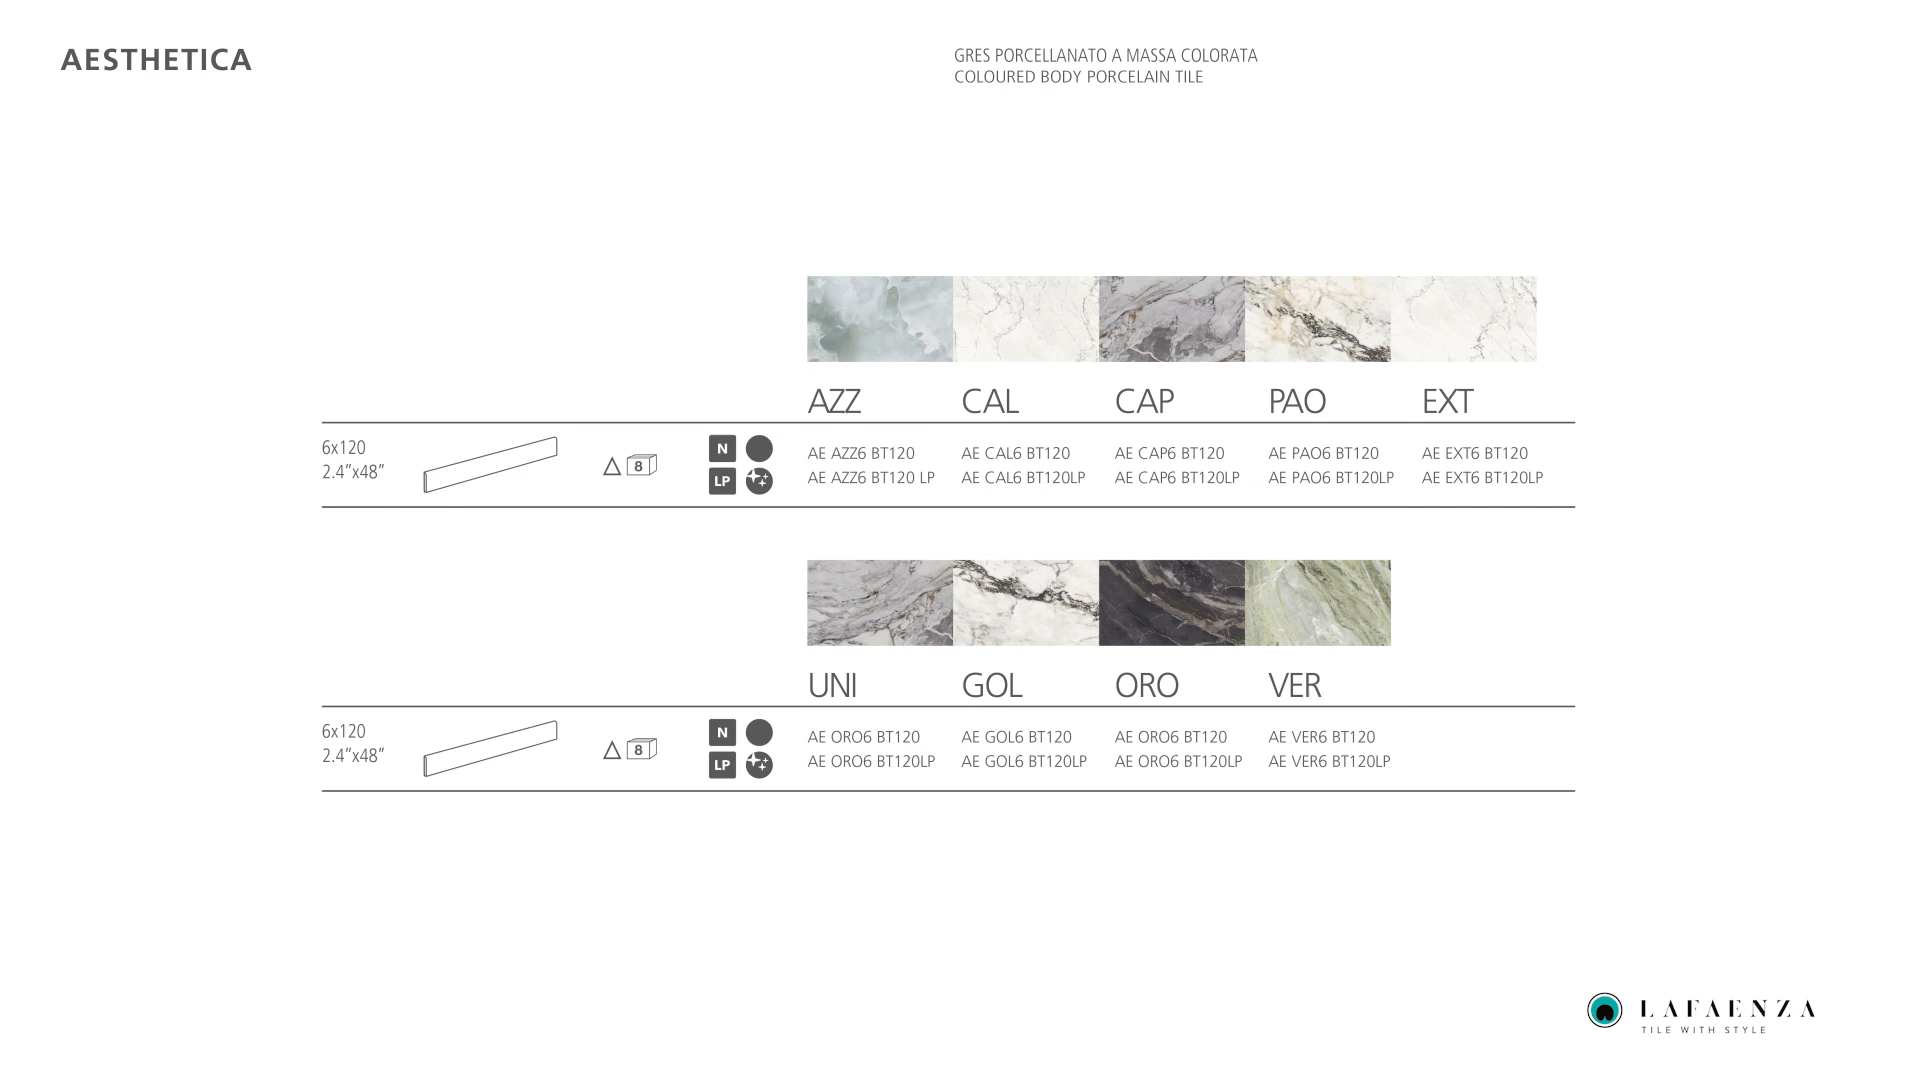 AESTHETICA
GRES PORCELLANATO A MASSA COLORATA
COLOURED BODY PORCELAIN TILE
AZZ CAL CAP PAO EXT
6x120
2.4”x48”
8
N
LP
AE AZZ6 BT120 AE CAL6 BT120 AE CAP6 BT120 AE PAO6 BT120 AE EXT6 BT120
AE AZZ6 BT120 LP AE CAL6 BT120LP AE CAP6 BT120LP AE PAO6 BT120LP AE EXT6 BT120LP
UNI GOL ORO VER
6x120
2.4”x48”
8
N
LP
AE ORO6 BT120 AE GOL6 BT120 AE ORO6 BT120 AE VER6 BT120
AE ORO6 BT120LP AE GOL6 BT120LP AE ORO6 BT120LP AE VER6 BT120LP
LAFAENZA
TILE WITH STYLE